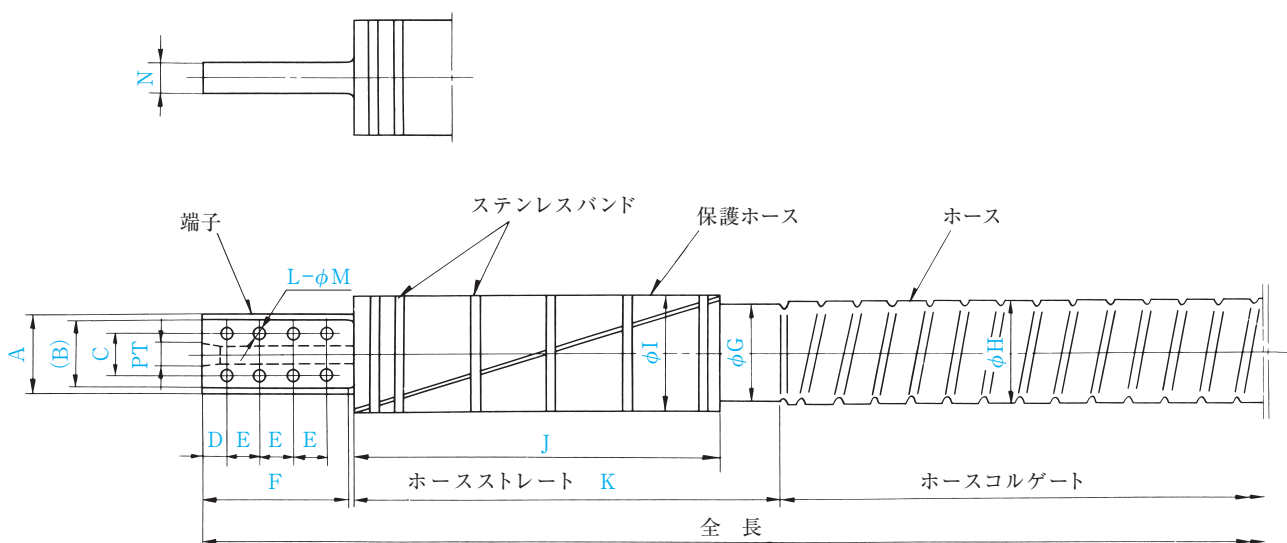 N
ステンレスバンド
保護ホース
ホース
端子
L-φM
A
(B)
C
PT
φI
φG
φH
D
E
E
E
J
F
ホースストレート K
ホースコルゲート
全 長